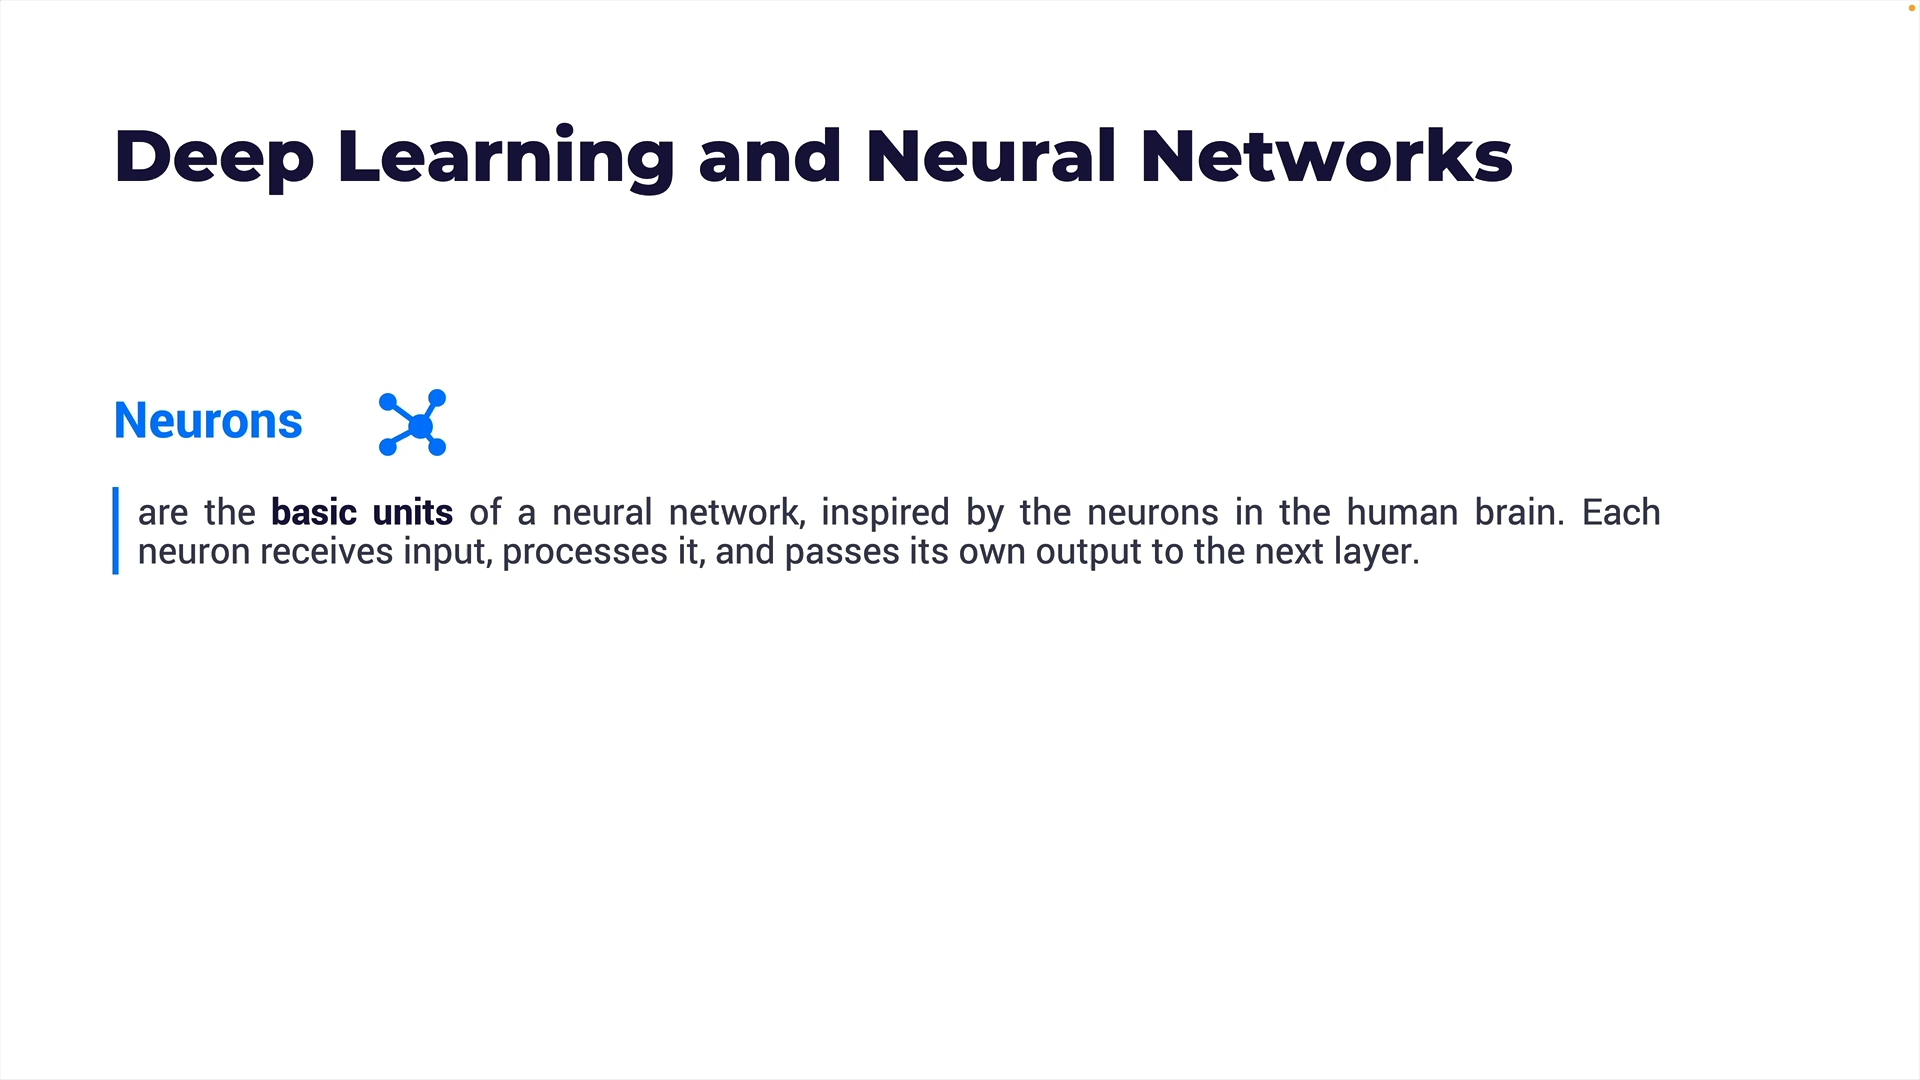 Deep Learning and Neural Networks
Neurons
are the basic units of a neural network, inspired by the neurons in the human brain. Each
neuron receives input, processes it, and passes its own output to the next layer.